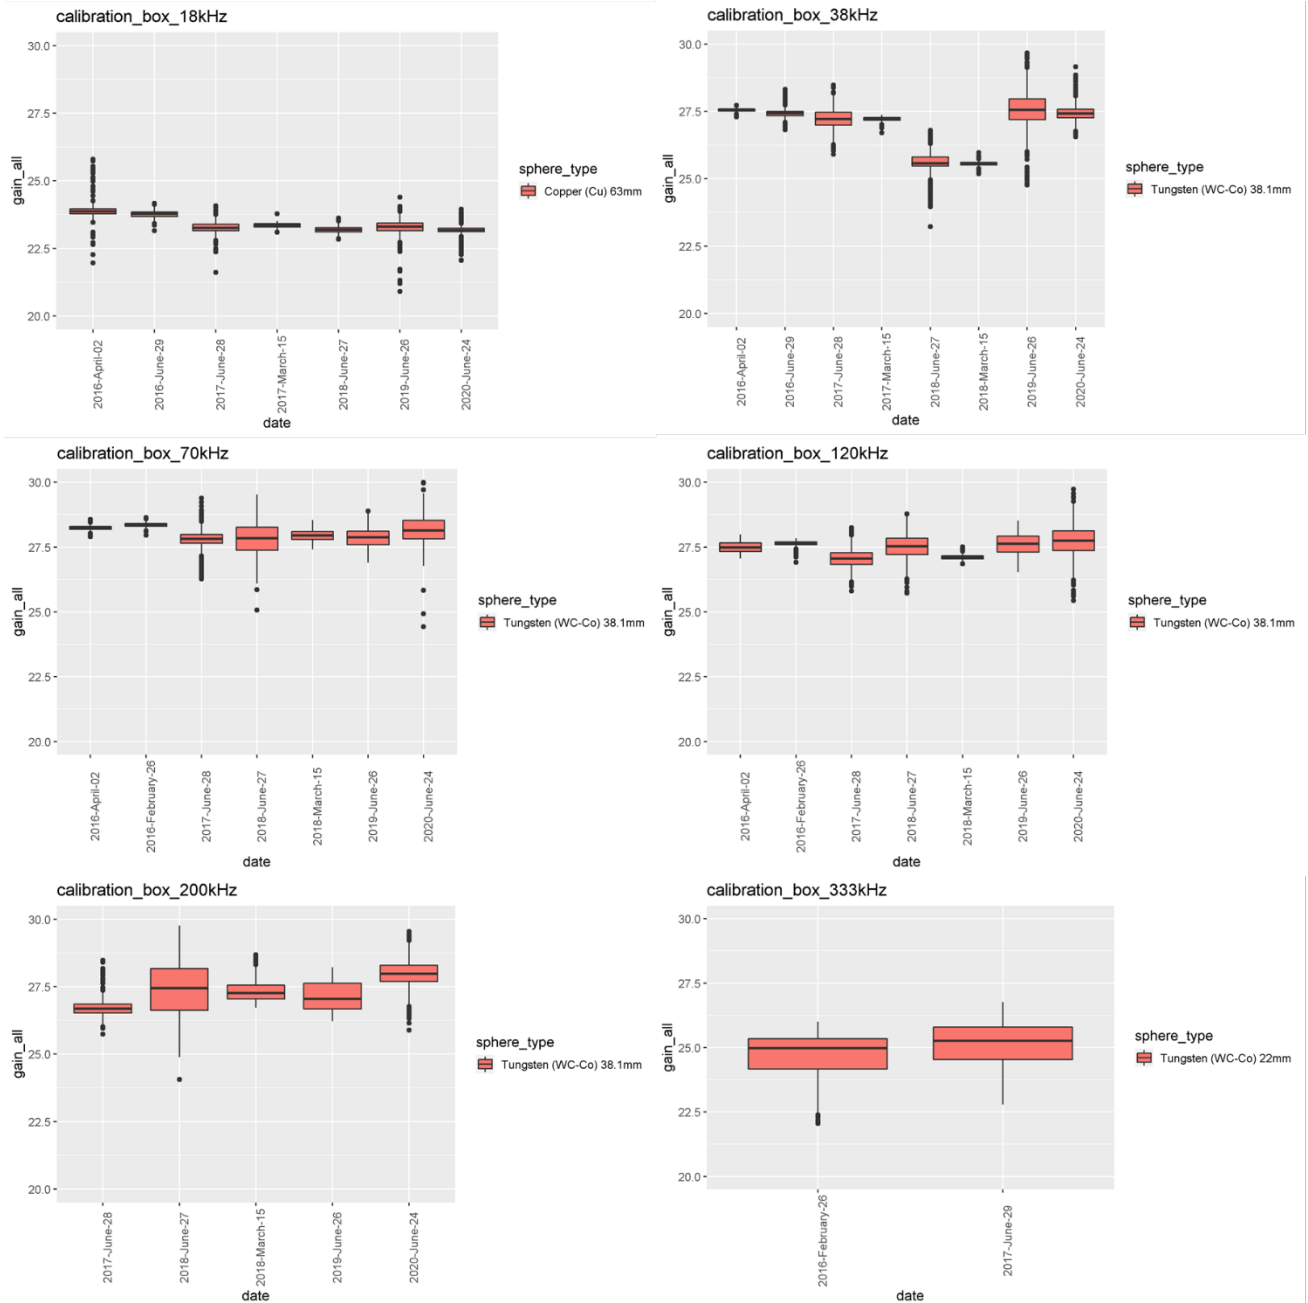 calibration_box_18kHz
30.0
27.5
25.0
22.5
20.0
gain_all
2016-April-02
2016-June-29
2017-June-28
2017-March-15
2018-June-27
2019-June-26
2020-June-24
date
sphere_type
Copper (Cu) 63mm
calibration_box_38kHz
30.0
27.5
25.0
22.5
20.0
gain_all
2016-April-02
2016-June-29
2017-June-28
2017-March-15
2018-June-27
2018-March-15
2019-June-26
2020-June-24
date
sphere_type
Tungsten (WC-Co) 38.1mm
calibration_box_70kHz
30.0
27.5
25.0
22.5
20.0
gain_all
2016-April-02
2016-February-26
2017-June-28
2018-June-27
2018-March-15
2019-June-26
2020-June-24
date
sphere_type
Tungsten (WC-Co) 38.1mm
calibration_box_120kHz
30.0
27.5
25.0
22.5
20.0
gain_all
2016-April-02
2016-February-26
2017-June-28
2018-June-27
2018-March-15
2019-June-26
2020-June-24
date
sphere_type
Tungsten (WC-Co) 38.1mm
calibration_box_200kHz
30.0
27.5
25.0
22.5
20.0
gain_all
2017-June-28
2018-June-27
2018-March-15
2019-June-26
2020-June-24
date
sphere_type
Tungsten (WC-Co) 38.1mm
calibration_box_333kHz
30.0
27.5
25.0
22.5
20.0
gain_all
2016-February-26
2017-June-29
date
sphere_type
Tungsten (WC-Co) 22mm